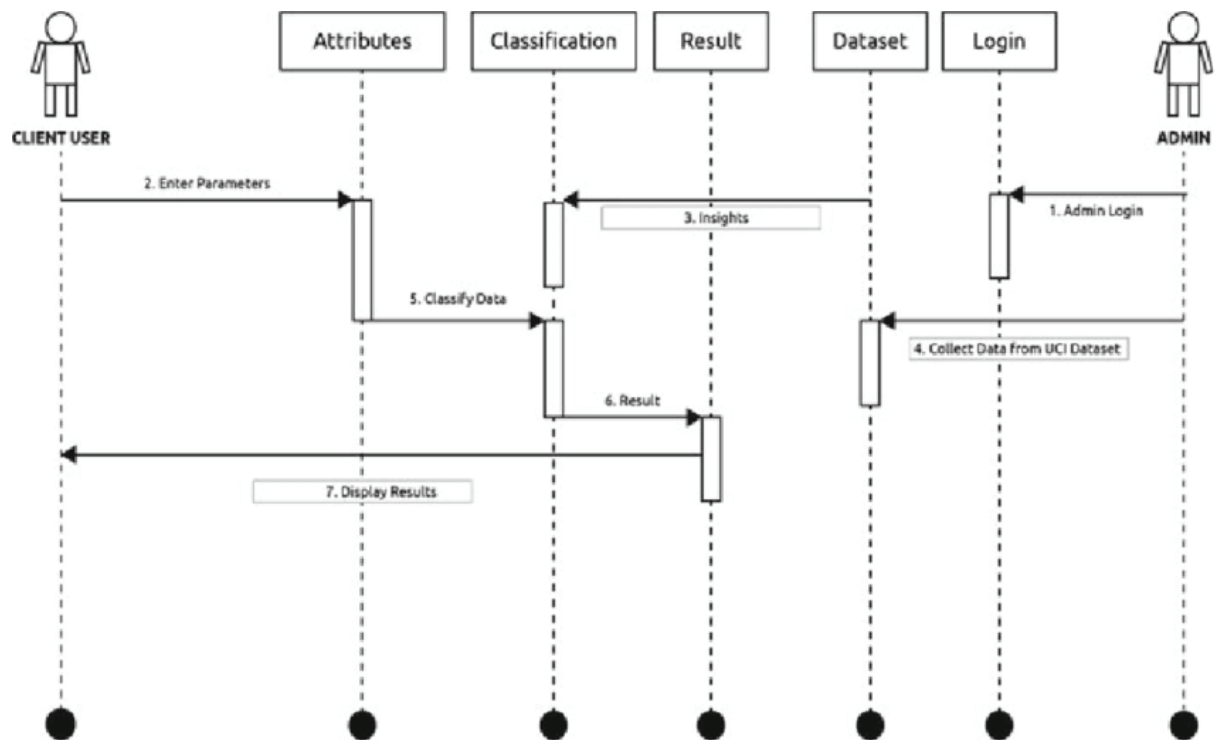 Attributes
Classification
Result
Dataset
Login
CLIENT USER
ADMIN
2. Enter Parameters
3. Insights
1. Admin Login
5. Classify Data
4. Collect Data from UCI Dataset
6. Result
7. Display Results